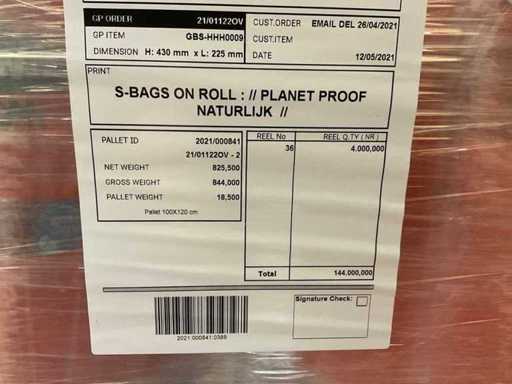 GP ORDER 21/01122OV CUST.ORDER EMAIL DEL 26/04/2021
GP ITEM GBS-HHH0009 CUST.ITEM
DIMENSION H: 430 mm x L: 225 mm DATE 12/05/2021
PRINT
S-BAGS ON ROLL : // PLANET PROOF
NATURLIJK //
PALLET ID 2021/000841
21/01122OV - 2
NET WEIGHT 825,500
GROSS WEIGHT 844,000
PALLET WEIGHT 18,500
Pallet 100X120 cm
REEL No REEL Q.TY ( NR )
36 4.000,000
Total 144.000,000
Signature Check:
2021:000841:0389